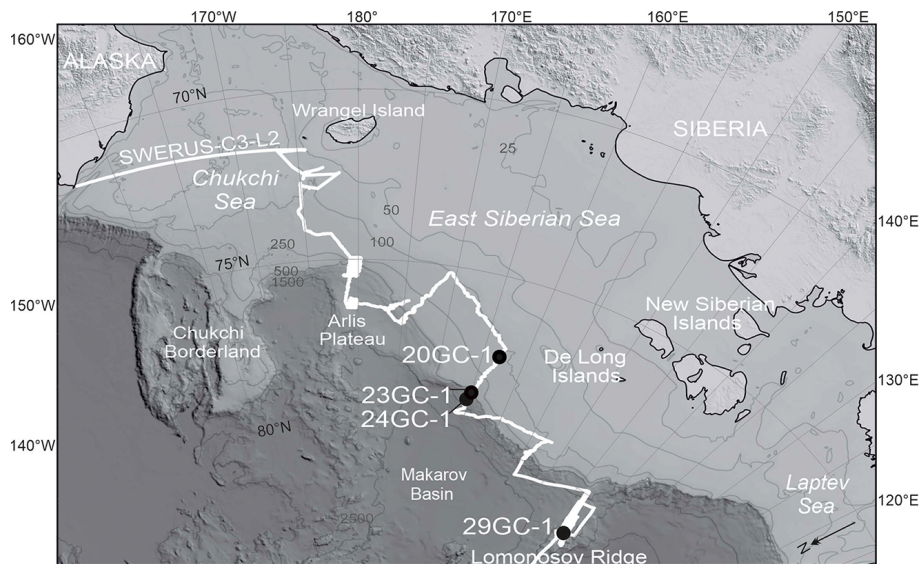 170°W 180° 170°E 160°E 150°E
160°W
ALASKA
70°N
Wrangel Island
SIBERIA
SWERUS-C3-L2
25
Chukchi
Sea
50
East Siberian Sea
140°E
250
100
75°N
500
1500
150°W
New Siberian
Islands
Arlis
Plateau
Chukchi
Borderland
20GC-1
De Long
Islands
130°E
23GC-1
24GC-1
80°N
140°W
Makarov
Basin
Laptev
Sea
120°E
2500
29GC-1
N
Lomonosov Ridge